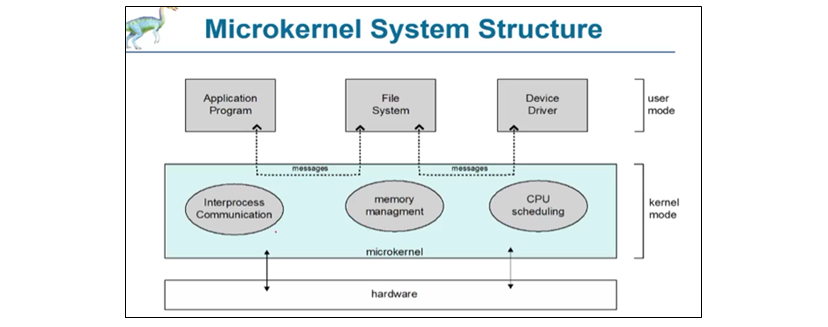 Microkernel System Structure
Application
Program
File
System
Device
Driver
user
mode
messages
messages
Interprocess
Communication
memory
managment
CPU
scheduling
kernel
mode
microkernel
hardware